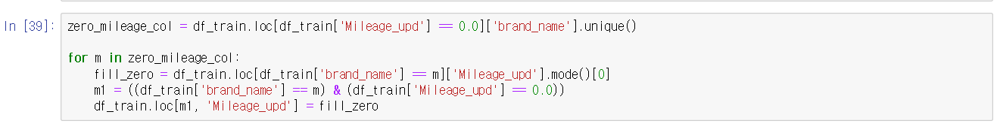 In [39]: zero_mileage_col = df_train.loc[df_train['Mileage_upd'] == 0.0]['brand_name'].unique()
for m in zero_mileage_col:
fill_zero = df_train.loc[df_train['brand_name'] == m]['Mileage_upd'].mode()[0]
m1 = ((df_train['brand_name'] == m) & (df_train['Mileage_upd'] == 0.0))
df_train.loc[m1, 'Mileage_upd'] = fill_zero